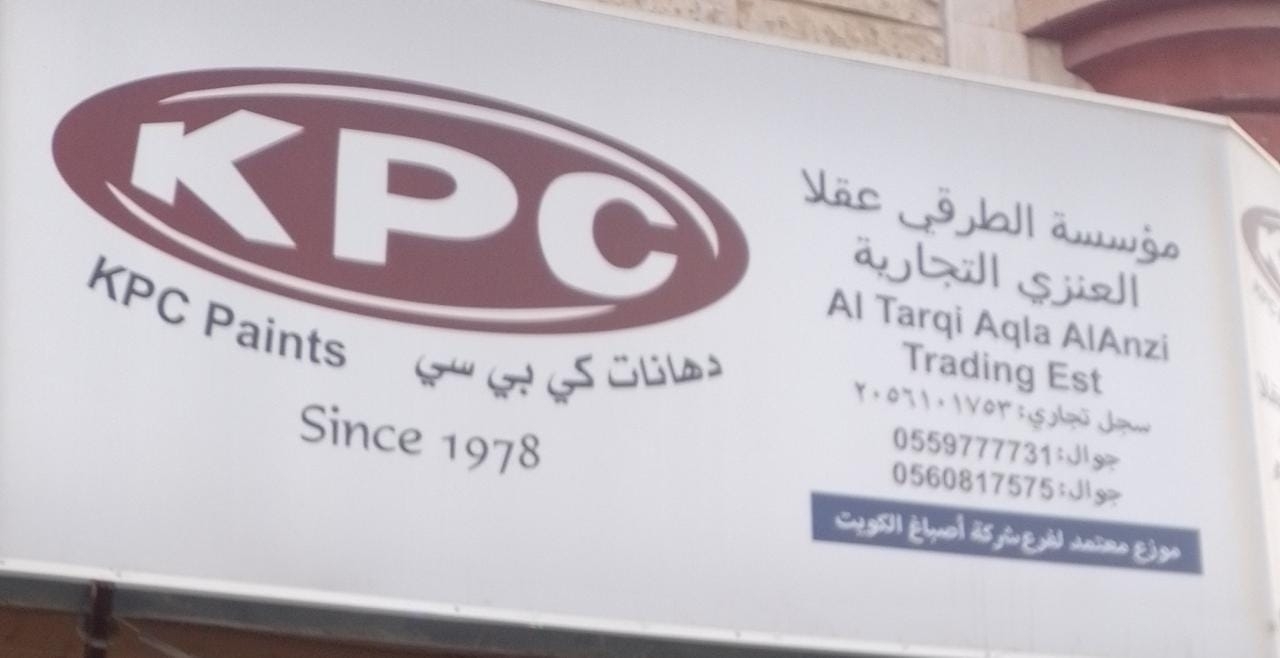 KPC
KPC Paints دهانات كي بي سي
Since 1978
مؤسسة الطرقي عقلا
العنزي التجارية
Al Tarqi Aqla AlAnzi
Trading Est
سجل تجاري: ٢٠٥٦١٠١٧٥٣
جوال: 0559777731
جوال: 0560817575
موزع معتمد لفرع شركة أصباغ الكويت